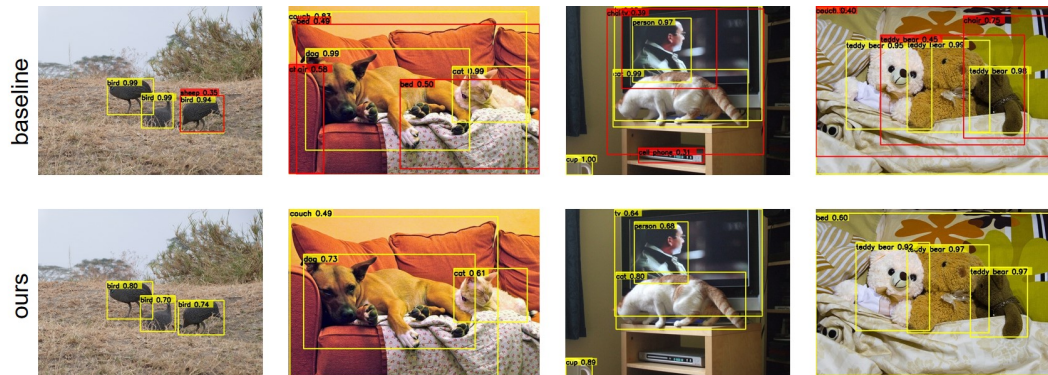 baseline
bird 0.99
bird 0.99
sheep 0.35
bird 0.94
couch 0.83
bed 0.49
dog 0.99
chair 0.58
bed 0.50
cat 0.99
person 0.97
cat 0.99
cell phone 0.31
cup 1.00
chair 0.75
teddy bear 0.45
teddy bear 0.95
teddy bear 0.99
teddy bear 0.98
ours
bird 0.80
bird 0.70
bird 0.74
couch 0.49
dog 0.73
cat 0.61
tv 0.64
person 0.68
cat 0.80
cup 0.89
bed 0.60
teddy bear 0.92
teddy bear 0.97
teddy bear 0.97